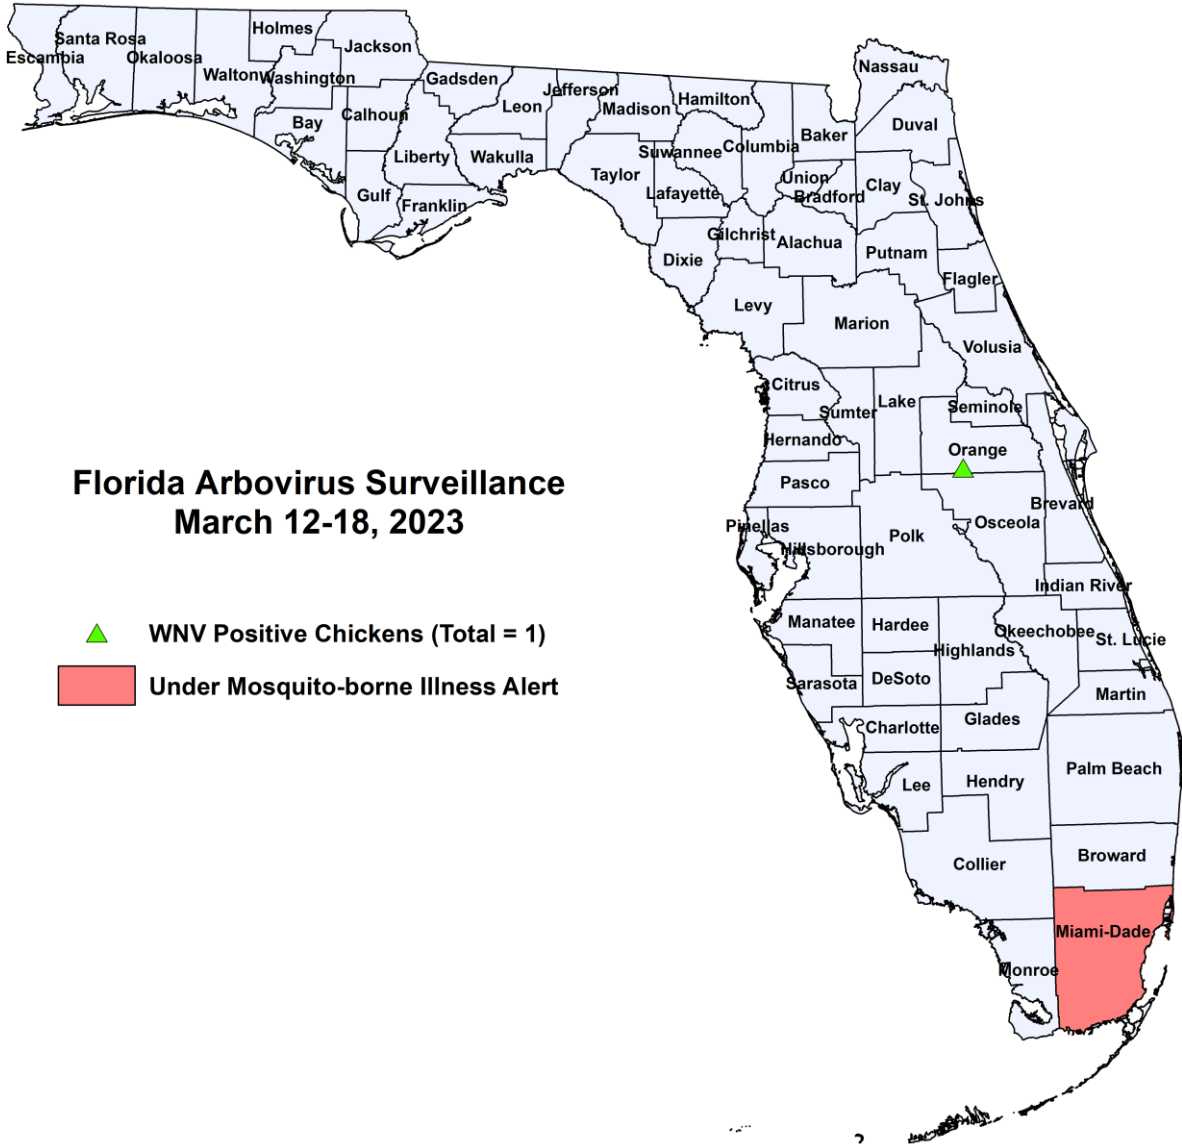 Holmes
Santa Rosa
Jackson
Escambia
Okaloosa
Walton
Washington
Gadsden
Nassau
Jefferson
Leon
Madison
Hamilton
Calhoun
Bay
Duval
Baker
Columbia
Suwannee
Liberty
Wakulla
Taylor
Union
Clay
Lafayette
Bradford
St. Johns
Gulf
Franklin
Gilchrist
Alachua
Putnam
Dixie
Flagler
Levy
Marion
Volusia
Citrus
Lake
Seminole
Sumter
Hernando
Orange
Florida Arbovirus Surveillance
March 12-18, 2023
Pasco
Brevard
Pinellas
Osceola
Polk
Hillsborough
Indian River
WNV Positive Chickens (Total = 1)
Manatee
Hardee
Okeechobee
St. Lucie
Highlands
Under Mosquito-borne Illness Alert
Sarasota
DeSoto
Martin
Charlotte
Glades
Palm Beach
Lee
Hendry
Broward
Collier
Miami-Dade
Monroe